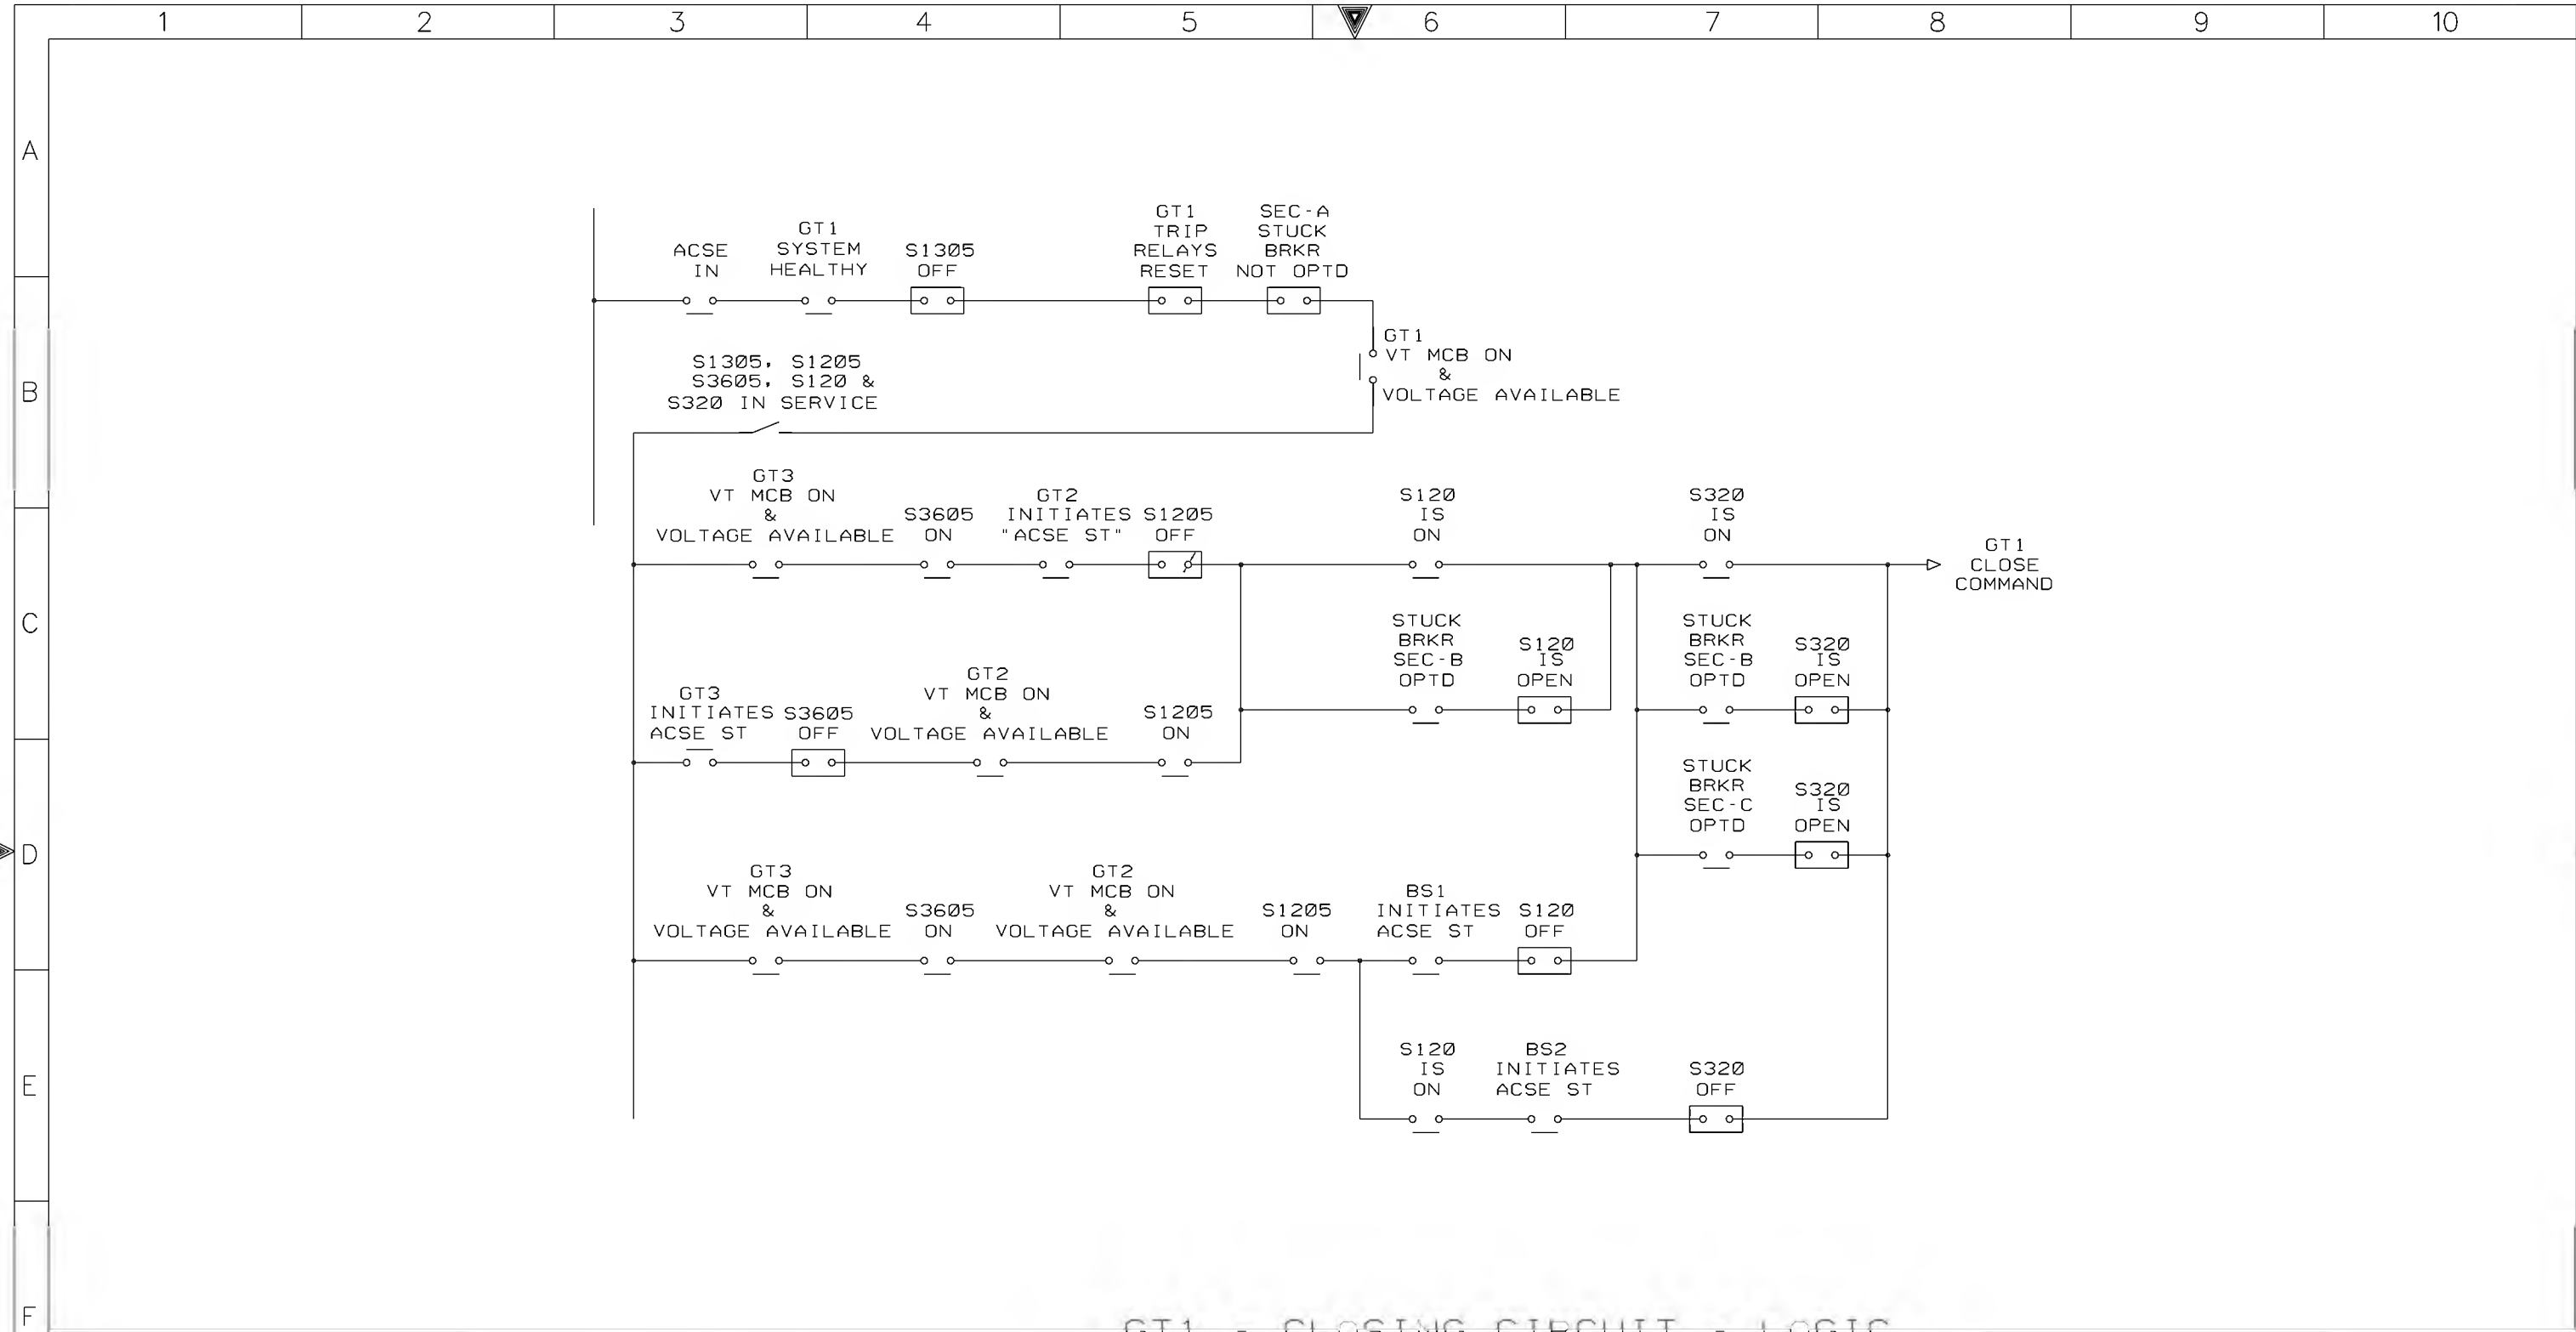 1 2 3 4 5 6 7 8 9 10
A
B
C
D
E
F
ACSE
IN
GT1
SYSTEM
HEALTHY
S1305
OFF
GT1
TRIP
RELAYS
RESET
SEC-A
STUCK
BRKR
NOT OPTD
GT1
VT MCB ON
&
VOLTAGE AVAILABLE
S1305, S1205
S3605, S120 &
S320 IN SERVICE
GT3
VT MCB ON
&
VOLTAGE AVAILABLE
S3605
ON
GT2
INITIATES
"ACSE ST"
S1205
OFF
S120
IS
ON
S320
IS
ON
GT1
CLOSE
COMMAND
STUCK
BRKR
SEC-B
OPTD
S120
IS
OPEN
STUCK
BRKR
SEC-B
OPTD
S320
IS
OPEN
GT3
INITIATES
ACSE ST
S3605
OFF
GT2
VT MCB ON
&
VOLTAGE AVAILABLE
S1205
ON
STUCK
BRKR
SEC-C
OPTD
S320
IS
OPEN
GT3
VT MCB ON
&
VOLTAGE AVAILABLE
S3605
ON
GT2
VT MCB ON
&
VOLTAGE AVAILABLE
S1205
ON
BS1
INITIATES
ACSE ST
S120
OFF
S120
IS
ON
BS2
INITIATES
ACSE ST
S320
OFF
GT1 - CLOSING CIRCUIT - LOGIC